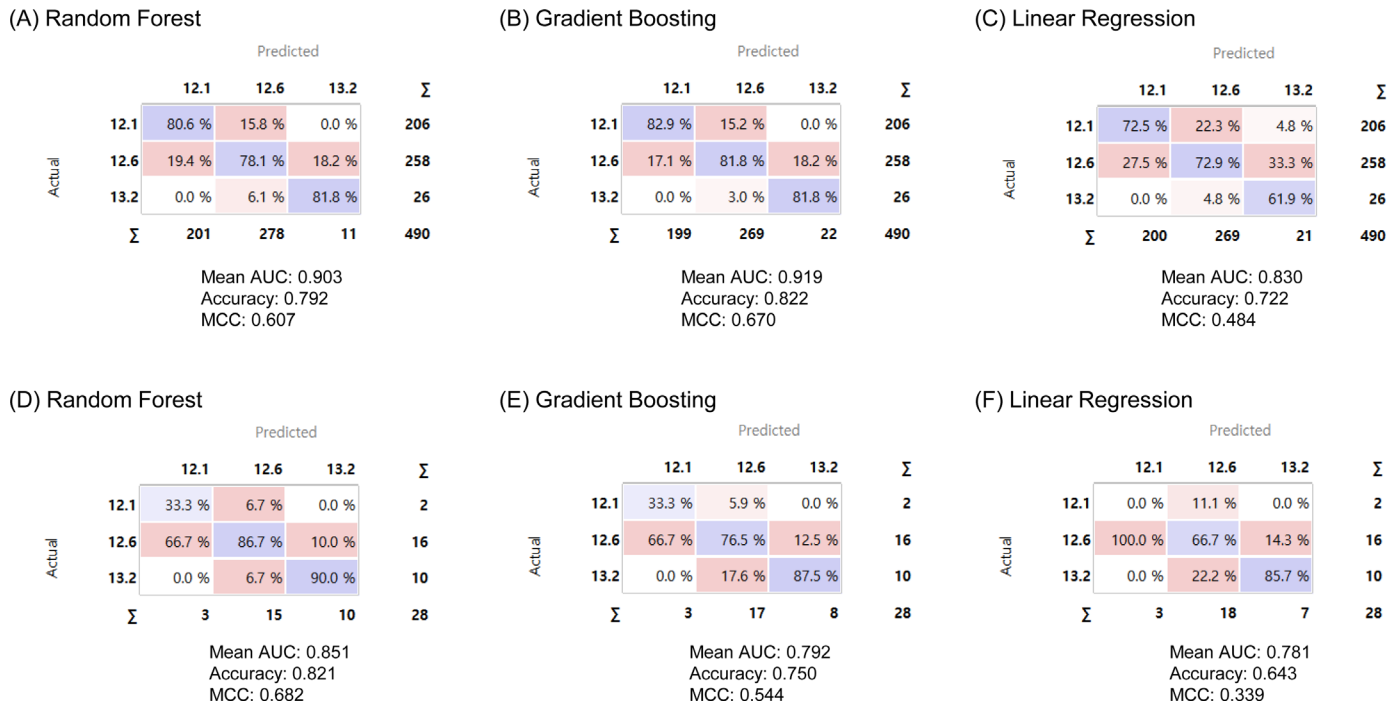 (A) Random Forest
Predicted
12.1 12.6 13.2 ∑
Actual
12.1 80.6 % 15.8 % 0.0 % 206
12.6 19.4 % 78.1 % 18.2 % 258
13.2 0.0 % 6.1 % 81.8 % 26
∑ 201 278 11 490
Mean AUC: 0.903
Accuracy: 0.792
MCC: 0.607
(B) Gradient Boosting
Predicted
12.1 12.6 13.2 ∑
Actual
12.1 82.9 % 15.2 % 0.0 % 206
12.6 17.1 % 81.8 % 18.2 % 258
13.2 0.0 % 3.0 % 81.8 % 26
∑ 199 269 22 490
Mean AUC: 0.919
Accuracy: 0.822
MCC: 0.670
(C) Linear Regression
Predicted
12.1 12.6 13.2 ∑
Actual
12.1 72.5 % 22.3 % 4.8 % 206
12.6 27.5 % 72.9 % 33.3 % 258
13.2 0.0 % 4.8 % 61.9 % 26
∑ 200 269 21 490
Mean AUC: 0.830
Accuracy: 0.722
MCC: 0.484
(D) Random Forest
Predicted
12.1 12.6 13.2 ∑
Actual
12.1 33.3 % 6.7 % 0.0 % 2
12.6 66.7 % 86.7 % 10.0 % 16
13.2 0.0 % 6.7 % 90.0 % 10
∑ 3 15 10 28
Mean AUC: 0.851
Accuracy: 0.821
MCC: 0.682
(E) Gradient Boosting
Predicted
12.1 12.6 13.2 ∑
Actual
12.1 33.3 % 5.9 % 0.0 % 2
12.6 66.7 % 76.5 % 12.5 % 16
13.2 0.0 % 17.6 % 87.5 % 10
∑ 3 17 8 28
Mean AUC: 0.792
Accuracy: 0.750
MCC: 0.544
(F) Linear Regression
Predicted
12.1 12.6 13.2 ∑
Actual
12.1 0.0 % 11.1 % 0.0 % 2
12.6 100.0 % 66.7 % 14.3 % 16
13.2 0.0 % 22.2 % 85.7 % 10
∑ 3 18 7 28
Mean AUC: 0.781
Accuracy: 0.643
MCC: 0.339